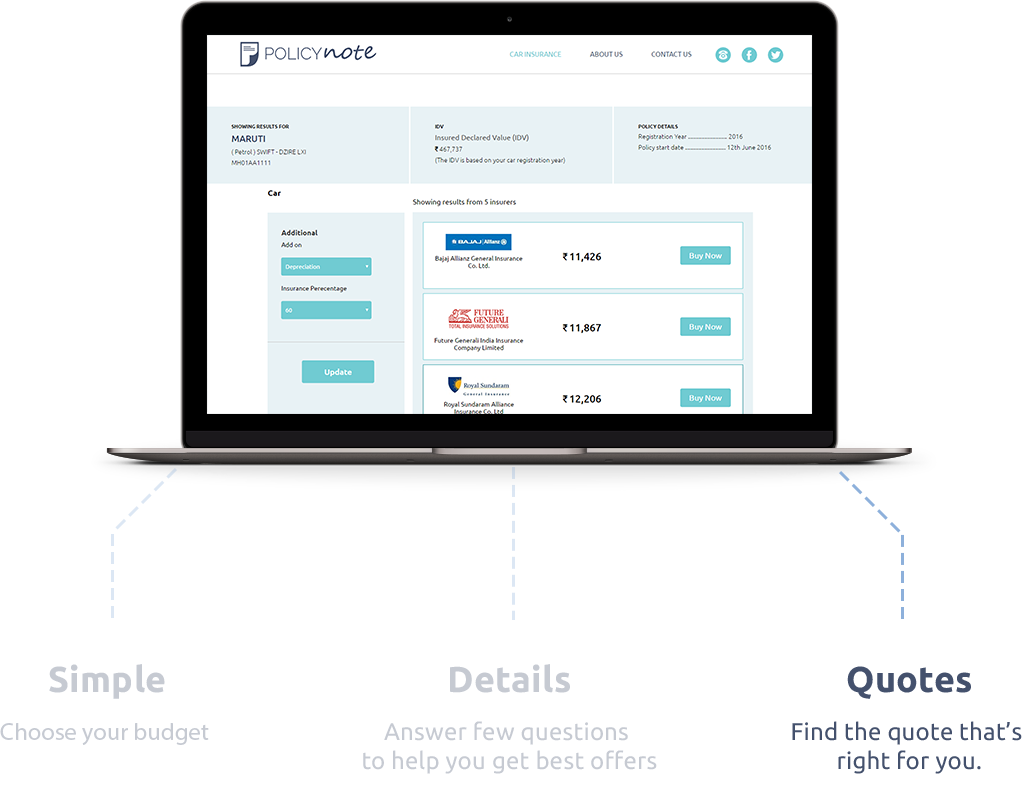 POLICYnote
CAR INSURANCE
ABOUT US
CONTACT US
SHOWING RESULTS FOR
MARUTI
( Petrol ) SWIFT - DZIRE LXI
MH01AA1111
IDV
Insured Declared Value (IDV)
₹ 467,737
(The IDV is based on your car registration year)
POLICY DETAILS
Registration Year ........................ 2016
Policy start date ........................ 12th June 2016
Car
Additional
Add on
Depreciation
Insurance Perecentage
60
Update
Showing results from 5 insurers
BAJAJ Allianz
Bajaj Allianz General Insurance
Co. Ltd.
₹ 11,426
Buy Now
FUTURE
GENERALI
TOTAL INSURANCE SOLUTIONS
Future Generali India Insurance
Company Limited
₹ 11,867
Buy Now
Royal Sundaram
General Insurance
Royal Sundaram Alliance
Insurance Co. Ltd
₹ 12,206
Buy Now
Simple
Choose your budget
Details
Answer few questions
to help you get best offers
Quotes
Find the quote that's
right for you.